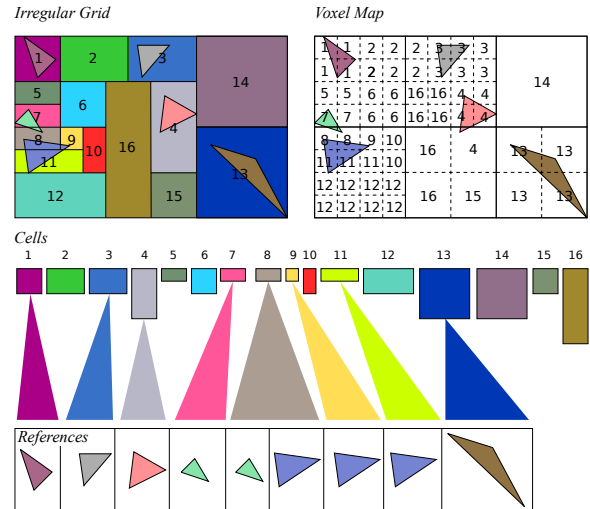 Irregular Grid
1 2 3
14
5 6
7 4
8 9 16
11 10 13
12 15
Voxel Map
1 1 2 2 2 3 3 3
1 1 2 2 2 3 3 3
14
5 5 6 6 16 16 4 4
7 7 6 6 16 16 4 4
8 8 9 10
16 4 13 13
11 11 11 10
12 12 12 12
16 15 13 13
12 12 12 12
Cells
1 2 3 4 5 6 7 8 9 10 11 12 13 14 15 16
References